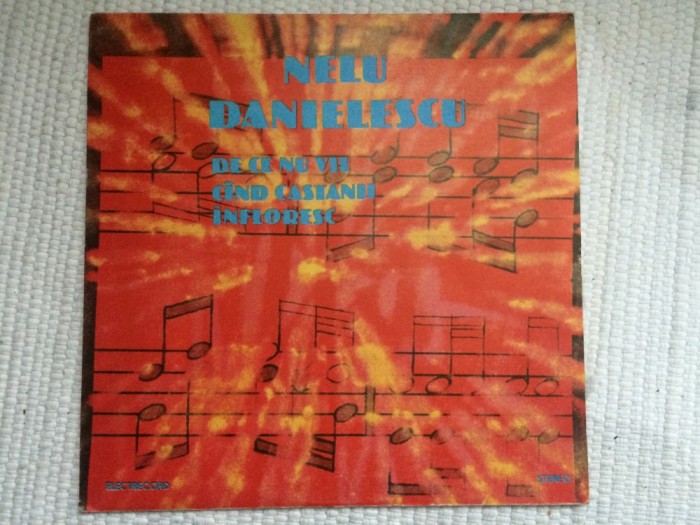 NELU
DANIELESCU
DE CE NU VII
CÎND CASTANII
ÎNFLORESC
ELECTRECORD
STEREO